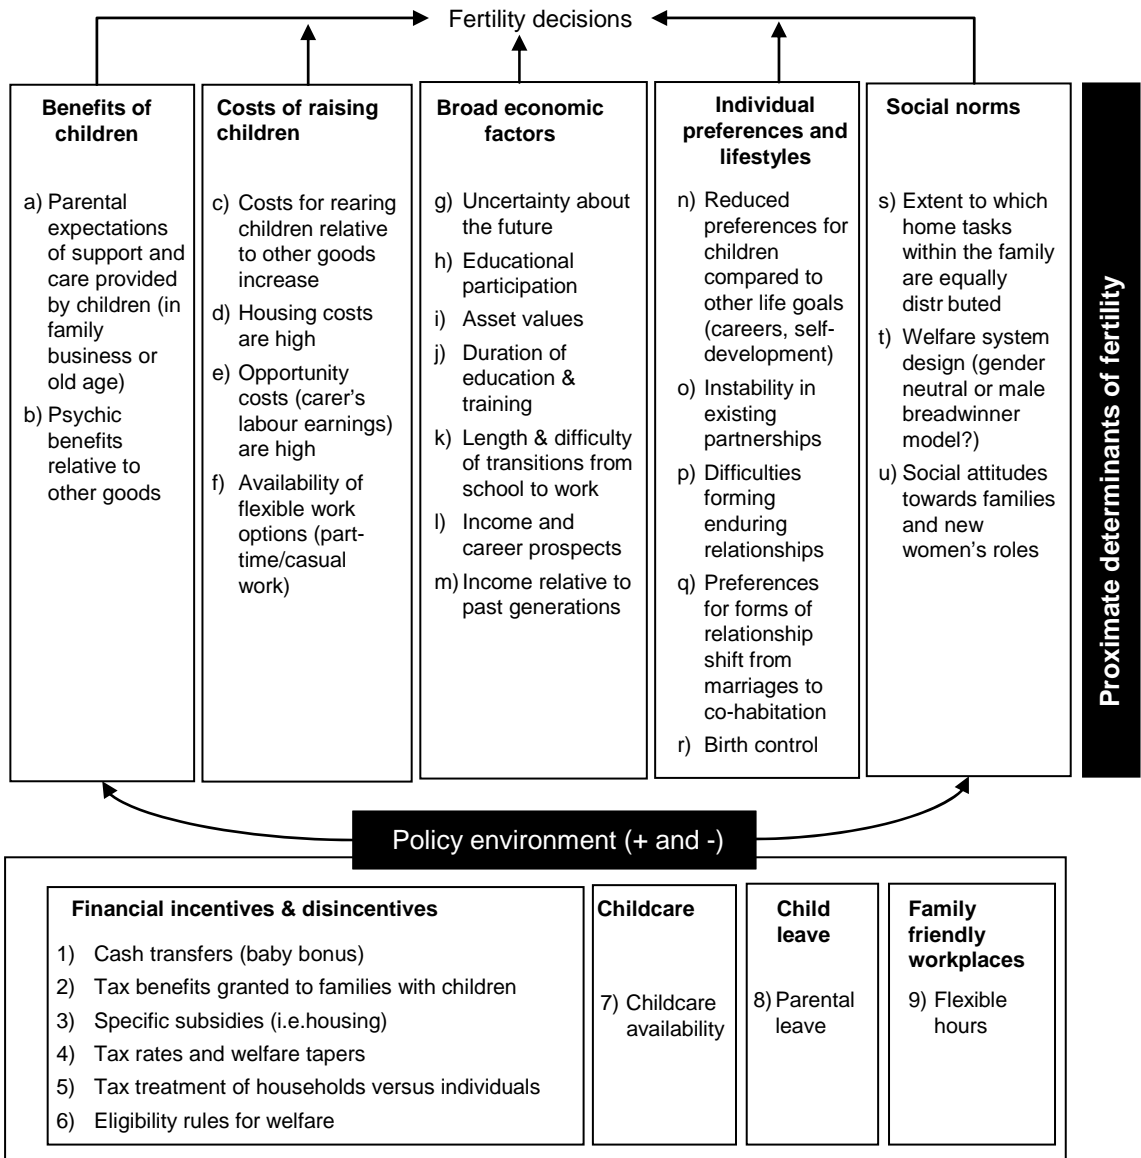 Fertility decisions
Benefits of
children
a) Parental
expectations
of support and
care provided
by children (in
family
business or
old age)
b) Psychic
benefits
relative to
other goods
Costs of raising
children
c) Costs for rearing
children relative
to other goods
increase
d) Housing costs
are high
e) Opportunity
costs (carer's
labour earnings)
are high
f) Availability of
flexible work
options (part-
time/casual
work)
Broad economic
factors
g) Uncertainty about
the future
h) Educational
participation
i) Asset values
j) Duration of
education &
training
k) Length & difficulty
of transitions from
school to work
l) Income and
career prospects
m) Income relative to
past generations
Individual
preferences and
lifestyles
n) Reduced
preferences for
children
compared to
other life goals
(careers, self-
development)
o) Instability in
existing
partnerships
p) Difficulties
forming
enduring
relationships
q) Preferences
for forms of
relationship
shift from
marriages to
co-habitation
r) Birth control
Social norms
s) Extent to which
home tasks
within the family
are equally
distr buted
t) Welfare system
design (gender
neutral or male
breadwinner
model?)
u) Social attitudes
towards families
and new
women's roles
Proximate determinants of fertility
Policy environment (+ and -)
Financial incentives & disincentives
1) Cash transfers (baby bonus)
2) Tax benefits granted to families with children
3) Specific subsidies (i.e.housing)
4) Tax rates and welfare tapers
5) Tax treatment of households versus individuals
6) Eligibility rules for welfare
Childcare
7) Childcare
availability
Child
leave
8) Parental
leave
Family
friendly
workplaces
9) Flexible
hours